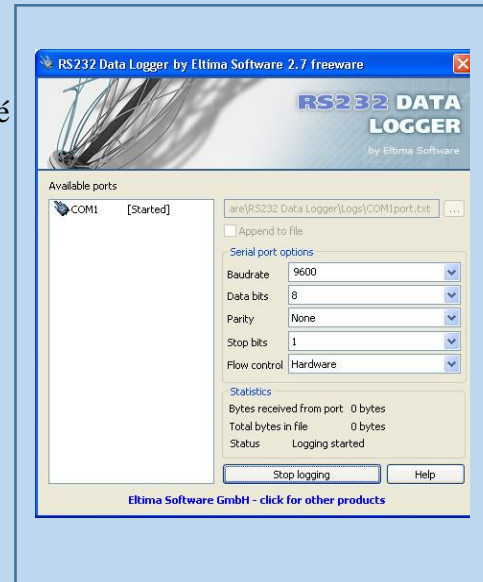 é
RS232 Data Logger by Eltima Software 2.7 freeware
RS232 DATA
LOGGER
by Eltima Software
Available ports
COM1 [Started]
are\RS232 Data Logger\Logs\COM1port.txt ...
Append to file
Serial port options
Baudrate 9600
Data bits 8
Parity None
Stop bits 1
Flow control Hardware
Statistics
Bytes received from port 0 bytes
Total bytes in file 0 bytes
Status Logging started
Stop logging Help
Eltima Software GmbH - click for other products